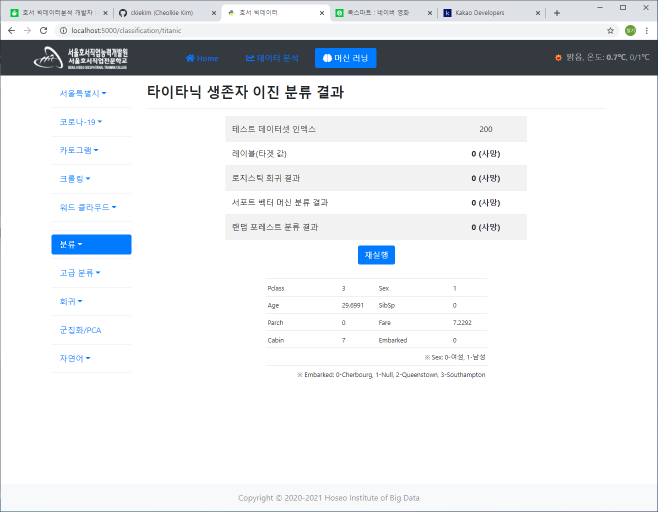 호서 빅데이터분석 개발자
ckiekim (Cheolkie Kim)
호서 빅데이터
네이버 영화
Kakao Developers
localhost:5000/classification/titanic
서울호서직업능력개발원
서울호서직업전문학교
Home
데이터 분석
머신 러닝
맑음, 온도: 0.7℃, 0/1℃
서울특별시
코로나-19
카토그램
크롤링
워드 클라우드
분류
고급 분류
회귀
군집화/PCA
자연어
타이타닉 생존자 이진 분류 결과
테스트 데이터셋 인덱스 200
레이블(타겟 값) 0 (사망)
로지스틱 회귀 결과 0 (사망)
서포트 벡터 머신 분류 결과 0 (사망)
랜덤 포레스트 분류 결과 0 (사망)
재실행
Pclass 3 Sex 1
Age 29.6991 SibSp 0
Parch 0 Fare 7.2292
Cabin 7 Embarked 0
※ Sex: 0-여성, 1-남성
※ Embarked: 0-Cherbourg, 1-Null, 2-Queenstown, 3-Southampton
Copyright © 2020-2021 Hoseo Institute of Big Data